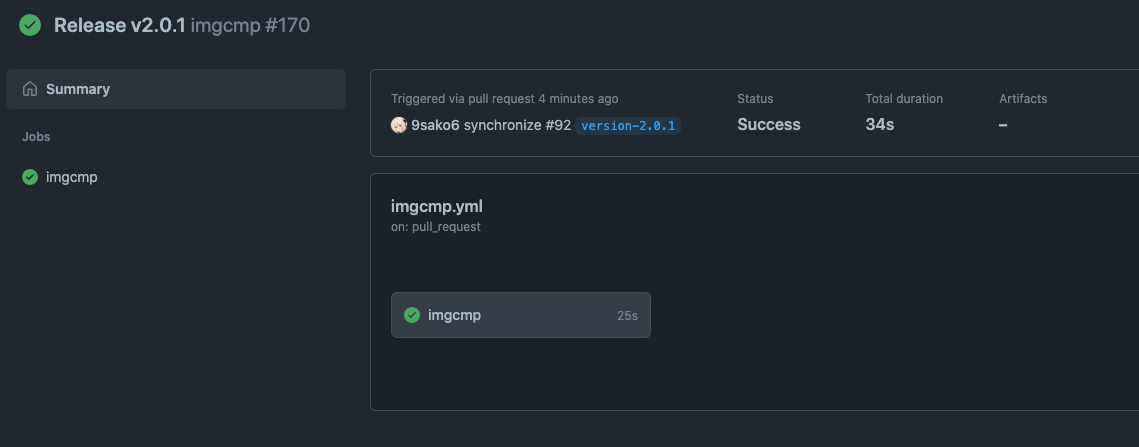 Release v2.0.1 imgcmp #170
Summary
Jobs
imgcmp
Triggered via pull request 4 minutes ago
9sako6 synchronize #92 version-2.0.1
Status
Success
Total duration
34s
Artifacts
–
imgcmp.yml
on: pull_request
imgcmp 25s